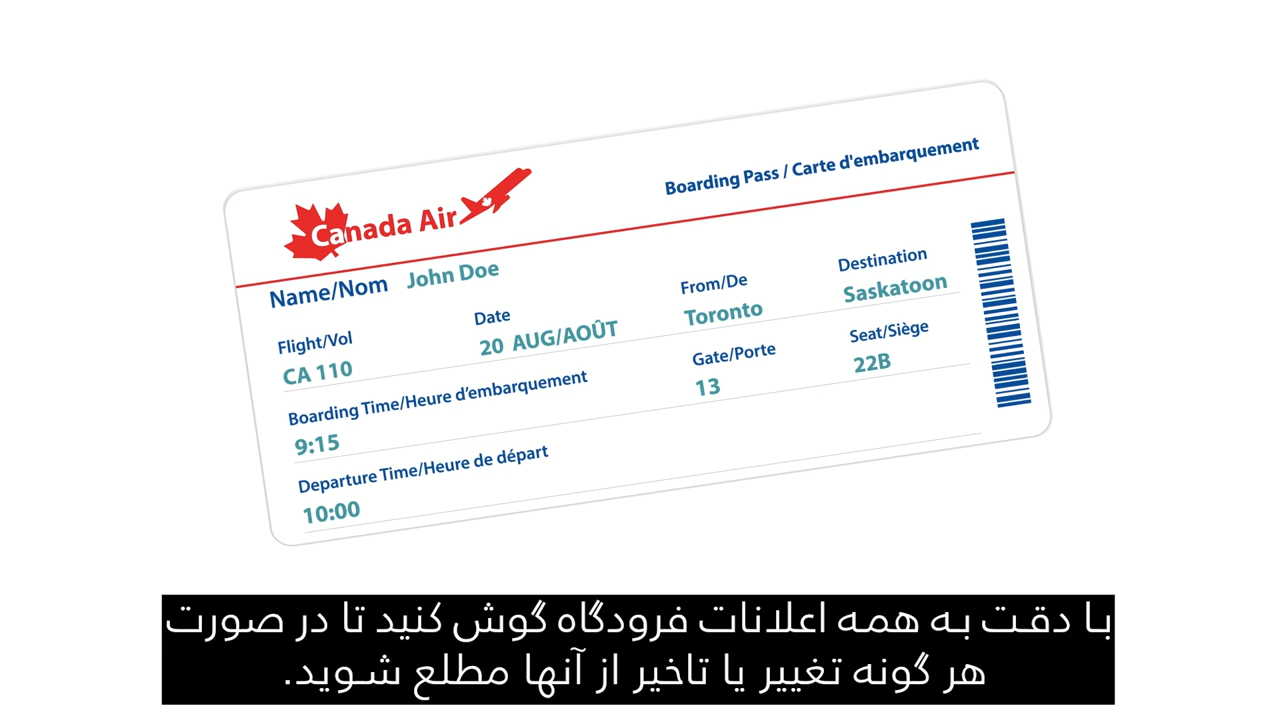 Canada Air
Boarding Pass / Carte d'embarquement
Name/Nom John Doe
Flight/Vol
CA 110
Date
20 AUG/AOÛT
From/De
Toronto
Destination
Saskatoon
Boarding Time/Heure d’embarquement
9:15
Gate/Porte
13
Seat/Siège
22B
Departure Time/Heure de départ
10:00
با دقت به همه اعلانات فرودگاه گوش کنید تا در صورت
هر گونه تغییر یا تاخیر از آنها مطلع شوید.